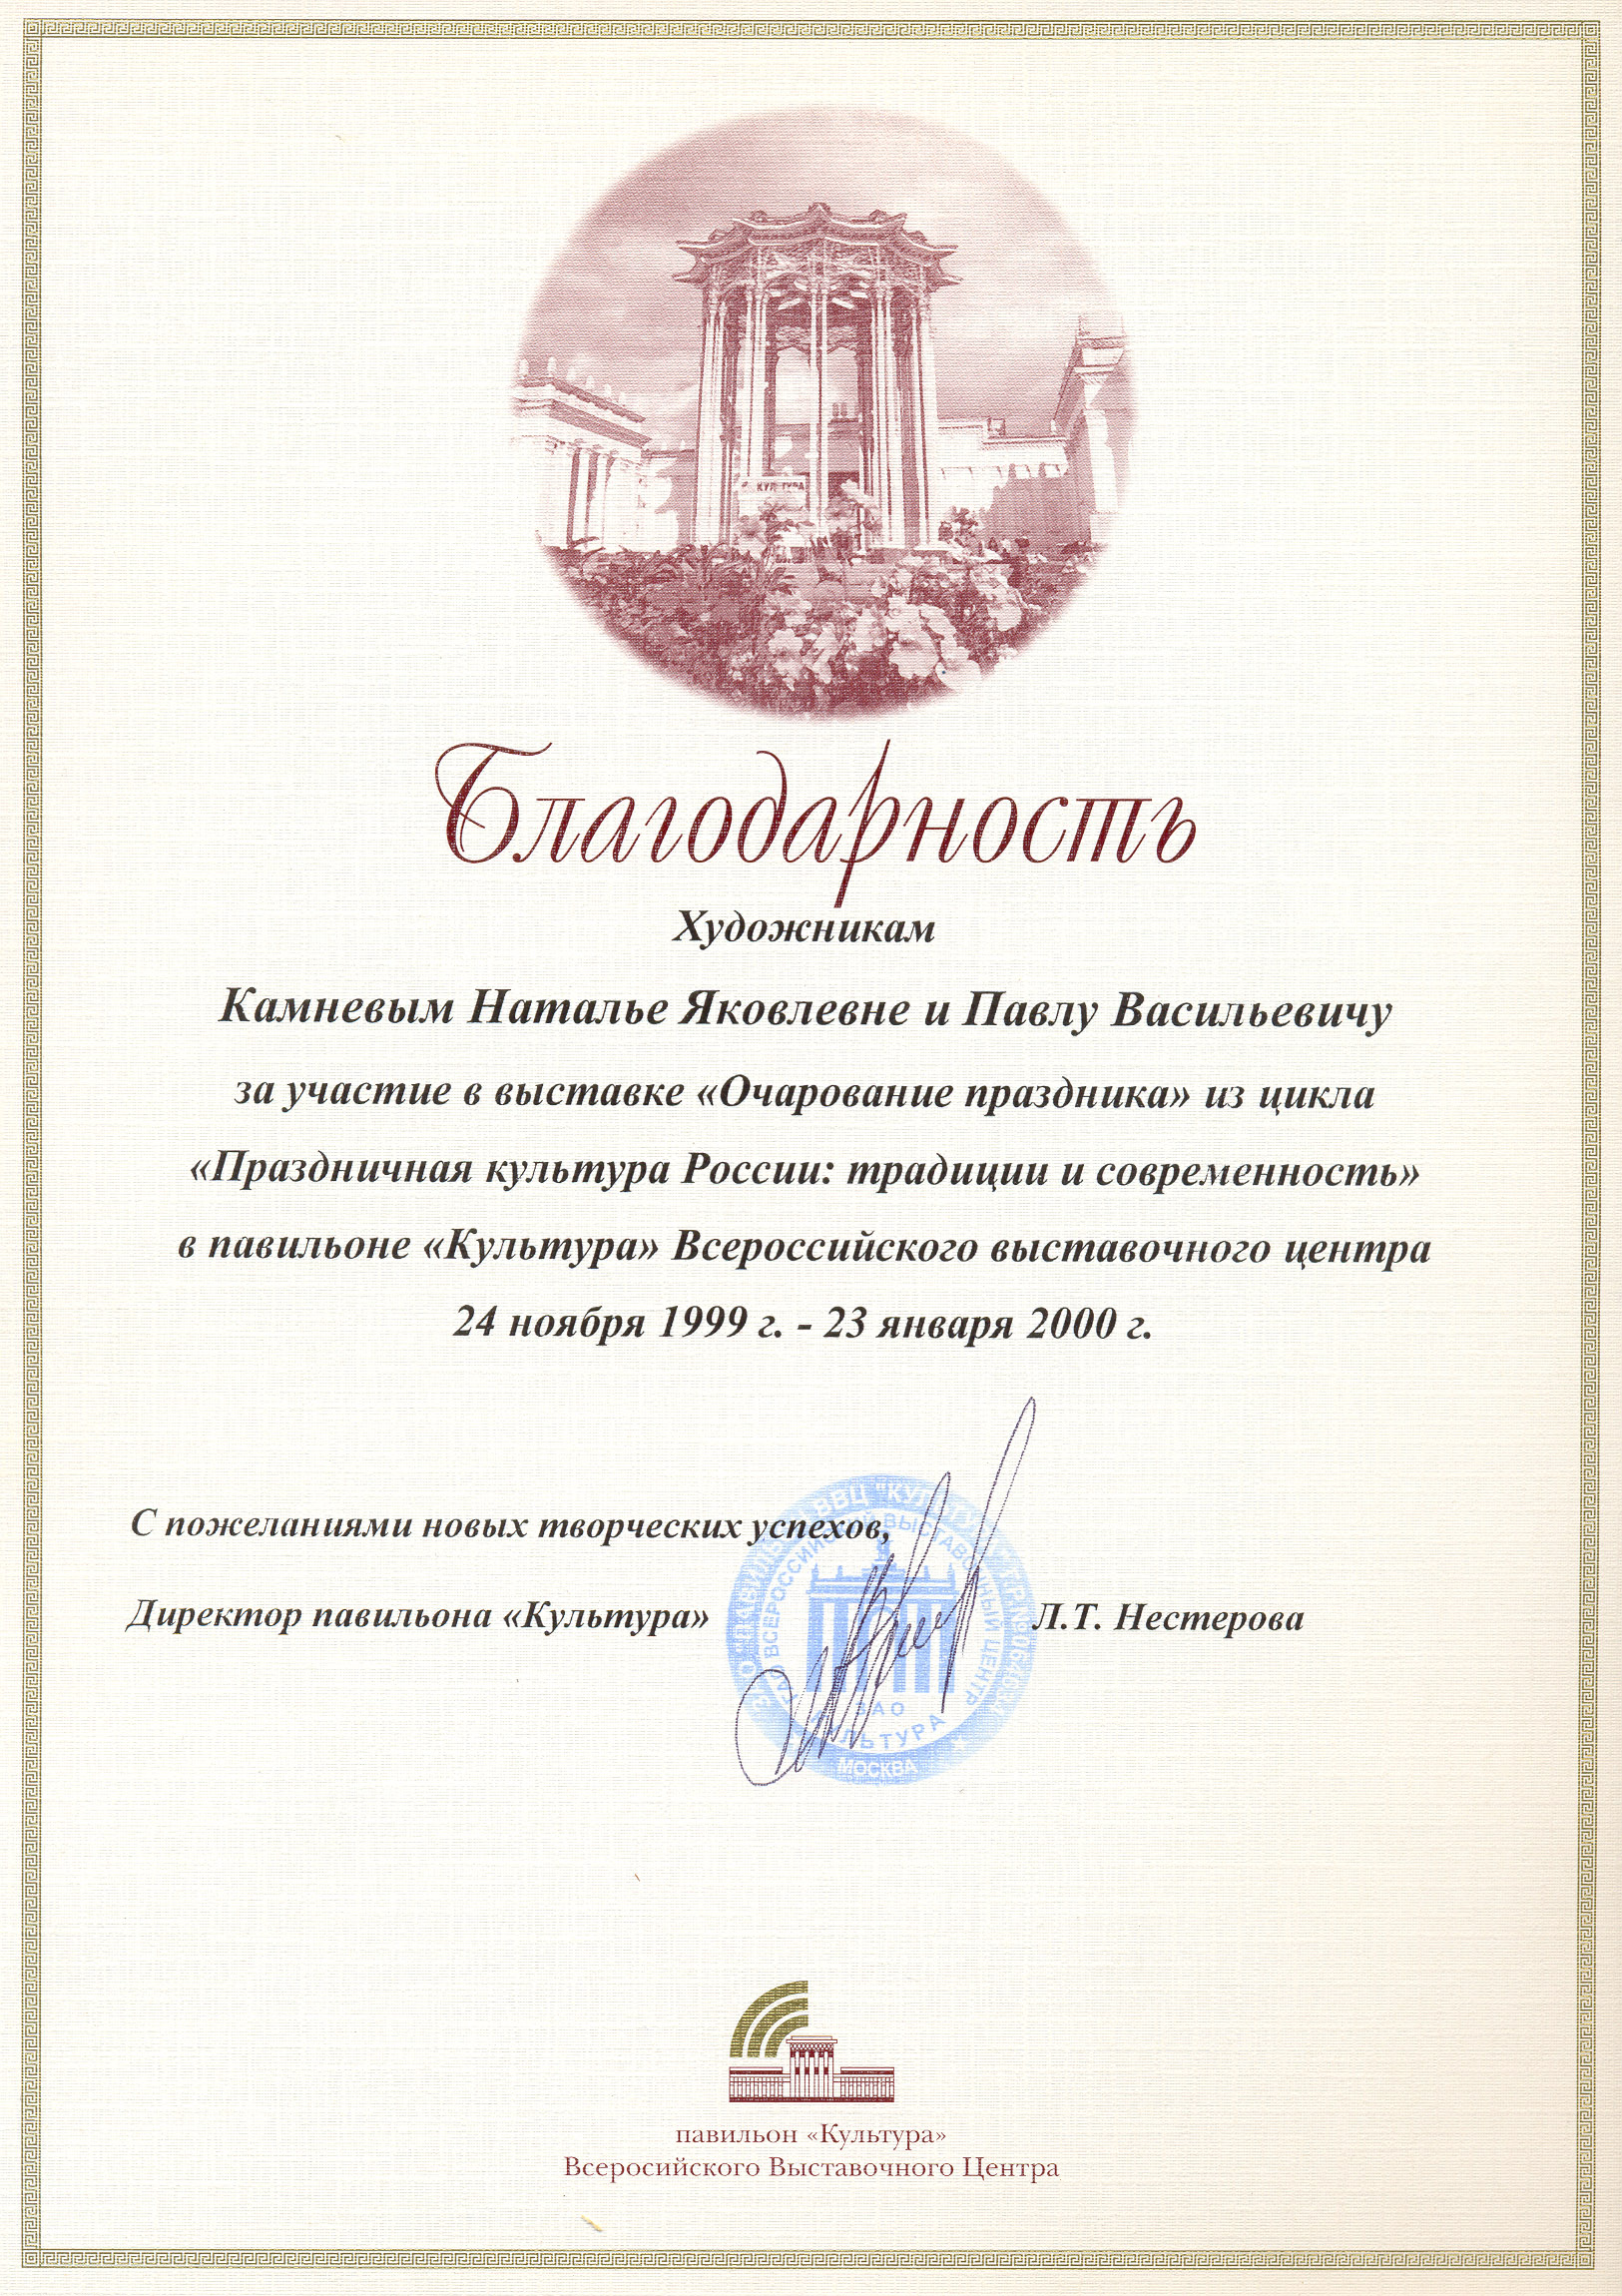 КУЛЬТУРА
Благодарность
Художникам
Камневым Наталье Яковлевне и Павлу Васильевичу
за участие в выставке «Очарование праздника» из цикла
«Праздничная культура России: традиции и современность»
в павильоне «Культура» Всероссийского выставочного центра
24 ноября 1999 г. - 23 января 2000 г.
С пожеланиями новых творческих успехов,
Директор павильона «Культура»
Л.Т. Нестерова
ВВЦ "КУЛЬТУРА"
ВСЕРОССИЙСКИЙ ВЫСТАВОЧНЫЙ ЦЕНТР
ЗАО
КУЛЬТУРА
МОСКВА
павильон «Культура»
Всеросийского Выставочного Центра